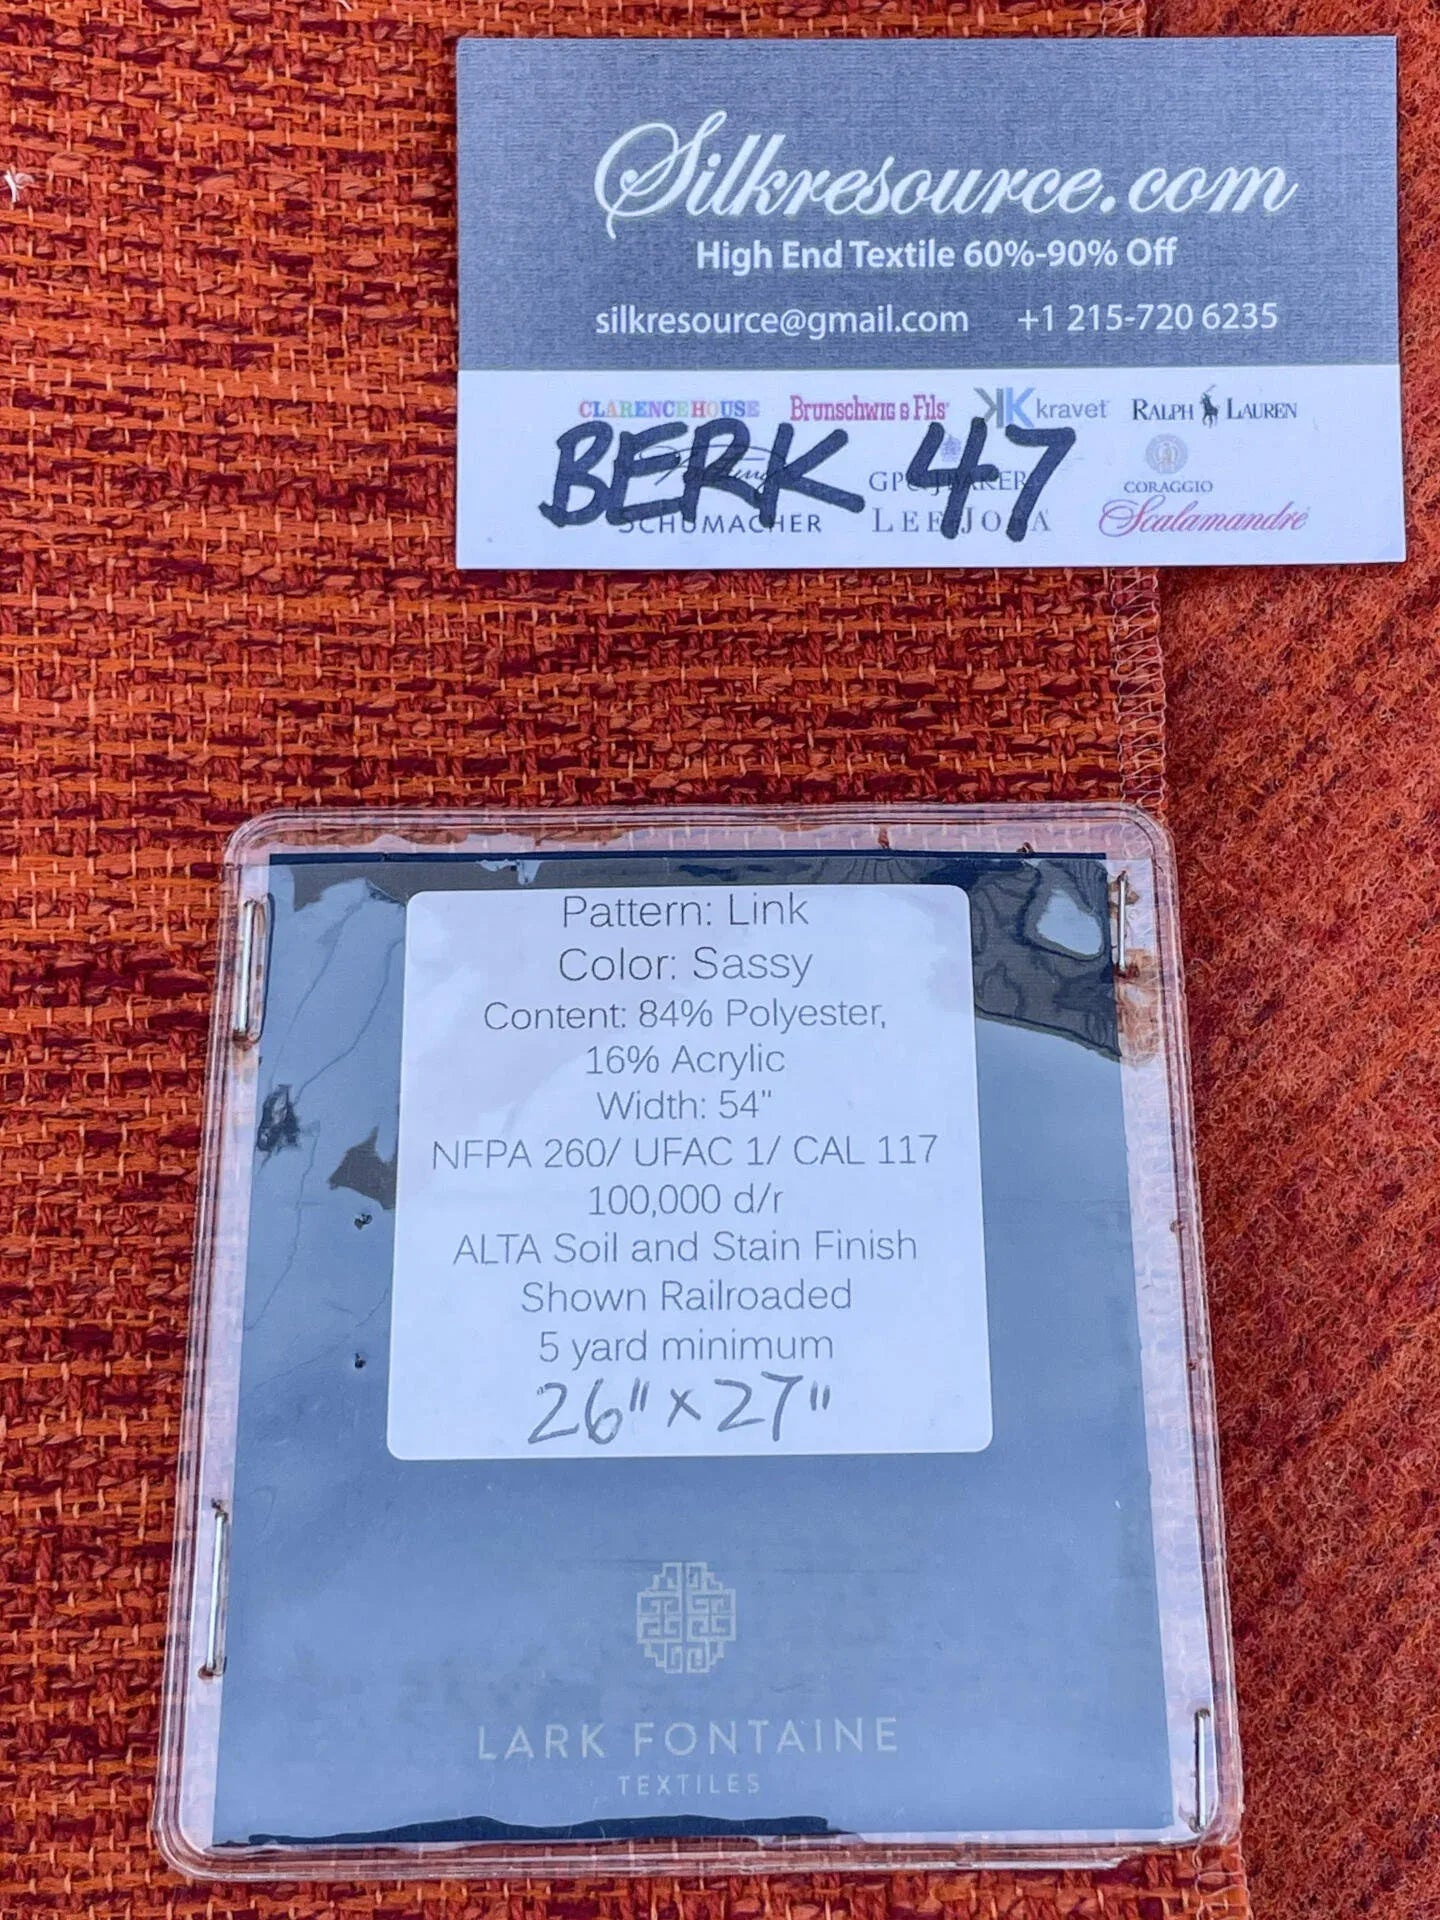 Silkresource.com
High End Textile 60%-90% Off
silkresource@gmail.com +1 215-720 6235
CLARENCE HOUSE BRUNSCHWIG & FILS kravet RALPH LAUREN
BERK 47
CORAGGIO
SCHUMACHER LEE JOFA Scalamandré
Pattern: Link
Color: Sassy
Content: 84% Polyester,
16% Acrylic
Width: 54"
NFPA 260/ UFAC 1/ CAL 117
100,000 d/r
ALTA Soil and Stain Finish
Shown Railroaded
5 yard minimum
26" x 27"
LARK FONTAINE
TEXTILES